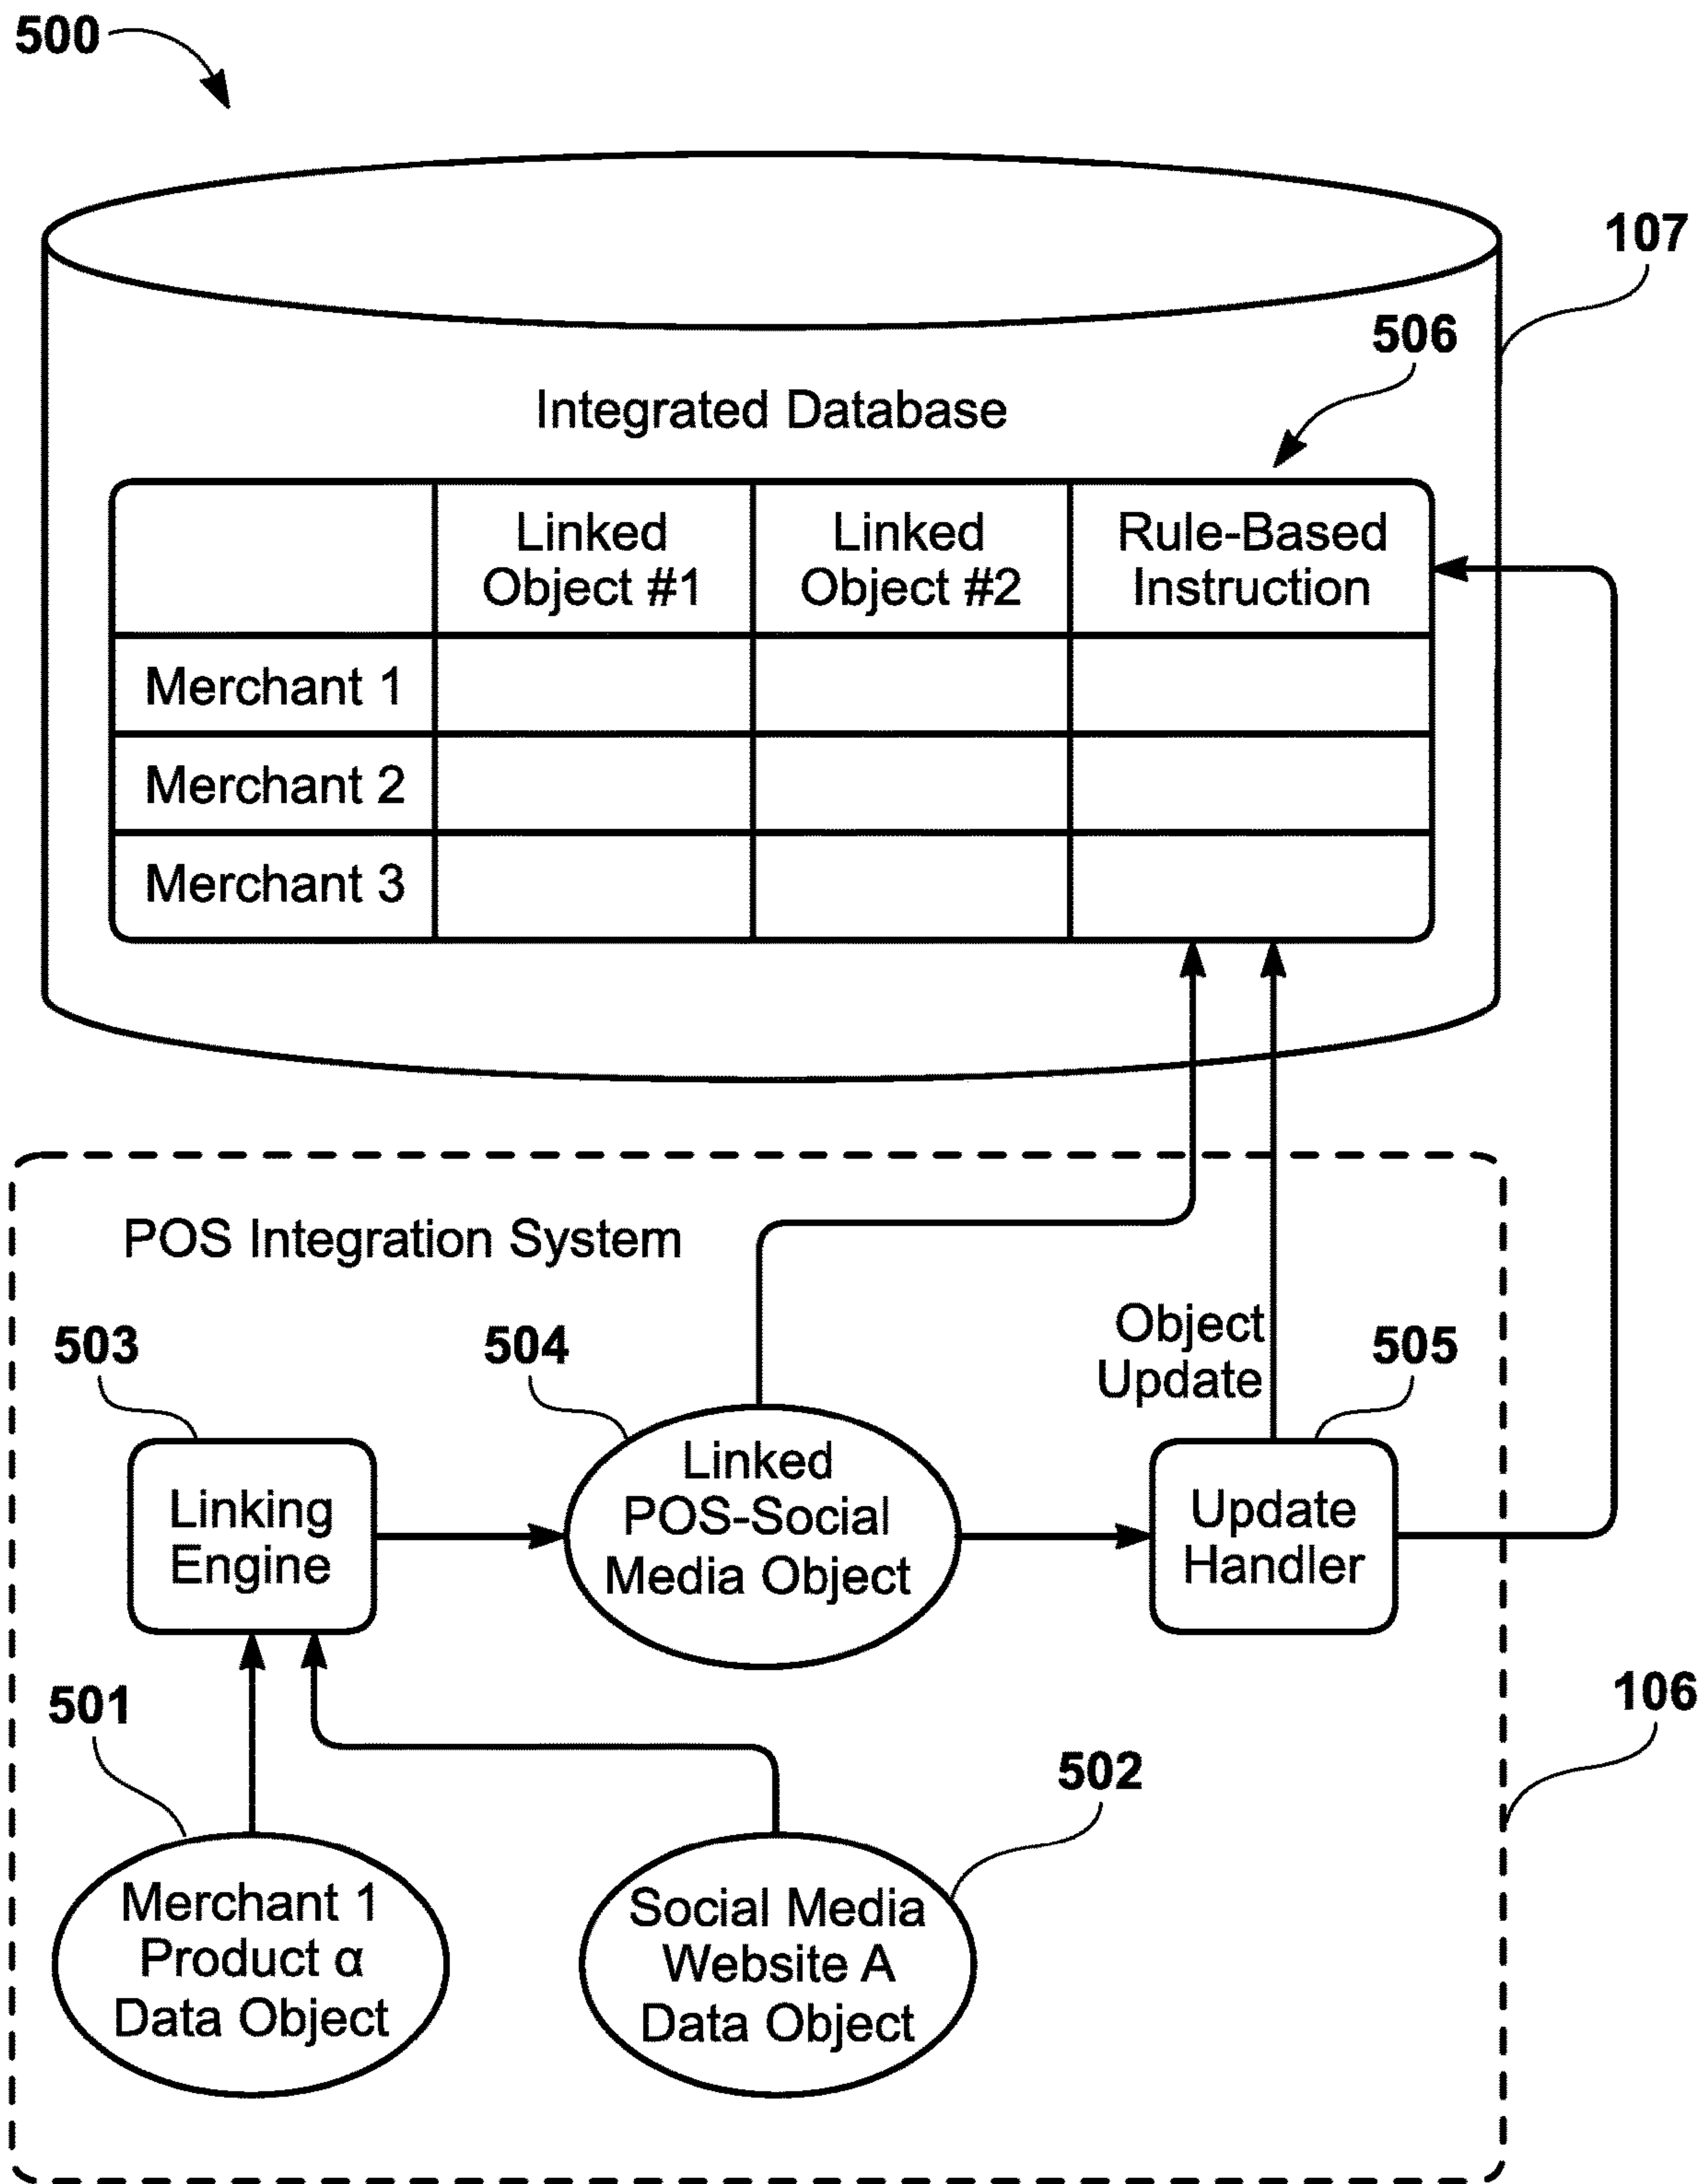 500
107
506
Integrated Database
Linked
Object #1
Linked
Object #2
Rule-Based
Instruction
Merchant 1
Merchant 2
Merchant 3
POS Integration System
503
504
Object
Update
505
Linking
Engine
Linked
POS-Social
Media Object
Update
Handler
501
106
502
Merchant 1
Product α
Data Object
Social Media
Website A
Data Object